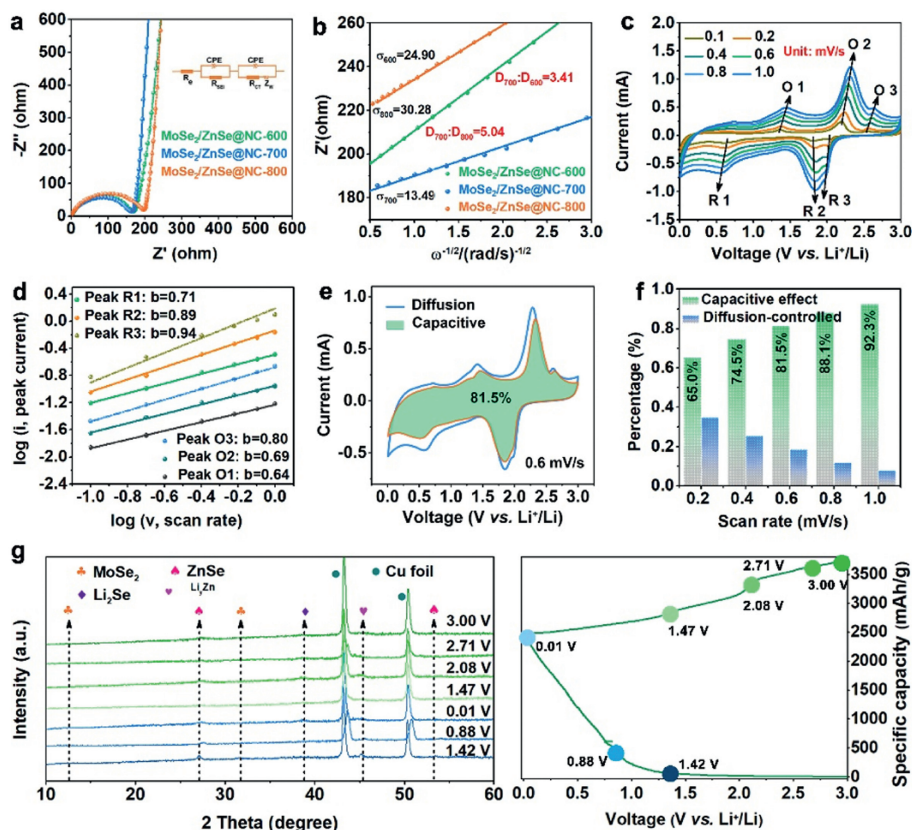 a
600
500
400
300
200
100
0
-Z'' (ohm)
CPE
CPE
Re
RSEI
RCT
MoSe2/ZnSe@NC-600
MoSe2/ZnSe@NC-700
MoSe2/ZnSe@NC-800
0 100 200 300 400 500 600
Z' (ohm)
b
260
240
220
200
180
Z'(ohm)
σ600=24.90
σ800=30.28
σ700=13.49
D700:D600=3.41
D700:D800=5.04
MoSe2/ZnSe@NC-600
MoSe2/ZnSe@NC-700
MoSe2/ZnSe@NC-800
0.5 1.0 1.5 2.0 2.5 3.0
ω-1/2/(rad/s)-1/2
c
2.0
1.5
1.0
0.5
0.0
-0.5
-1.0
-1.5
Current (mA)
0.1 0.2
0.4 0.6
0.8 1.0
Unit: mV/s
O 1
O 2
O 3
R 1
R 2 R 3
0.0 0.5 1.0 1.5 2.0 2.5 3.0
Voltage (V vs. Li+/Li)
d
0.4
0.0
-0.4
-0.8
-1.2
-1.6
-2.0
-2.4
log (i, peak current)
Peak R1: b=0.71
Peak R2: b=0.89
Peak R3: b=0.94
Peak O3: b=0.80
Peak O2: b=0.69
Peak O1: b=0.64
-1.0 -0.8 -0.6 -0.4 -0.2 0.0
log (v, scan rate)
e
1.0
0.5
0.0
-0.5
Current (mA)
Diffusion
Capacitive
81.5%
0.6 mV/s
0.0 0.5 1.0 1.5 2.0 2.5 3.0
Voltage (V vs. Li+/Li)
f
1.0
0.8
0.6
0.4
0.2
0.0
Percentage (%)
Capacitive effect
Diffusion-controlled
65.0%
74.5%
81.5%
88.1%
92.3%
0.2 0.4 0.6 0.8 1.0
Scan rate (mV/s)
g
Intensity (a.u.)
MoSe2
ZnSe
Cu foil
Li2Se
3.00 V
2.71 V
2.08 V
1.47 V
0.01 V
0.88 V
1.42 V
10 20 30 40 50 60
2 Theta (degree)
2.71 V
3.00 V
2.08 V
1.47 V
0.01 V
0.88 V
1.42 V
3500
3000
2500
2000
1500
1000
500
0
Specific capacity (mAh/g)
0.0 0.5 1.0 1.5 2.0 2.5 3.0
Voltage (V vs. Li+/Li)